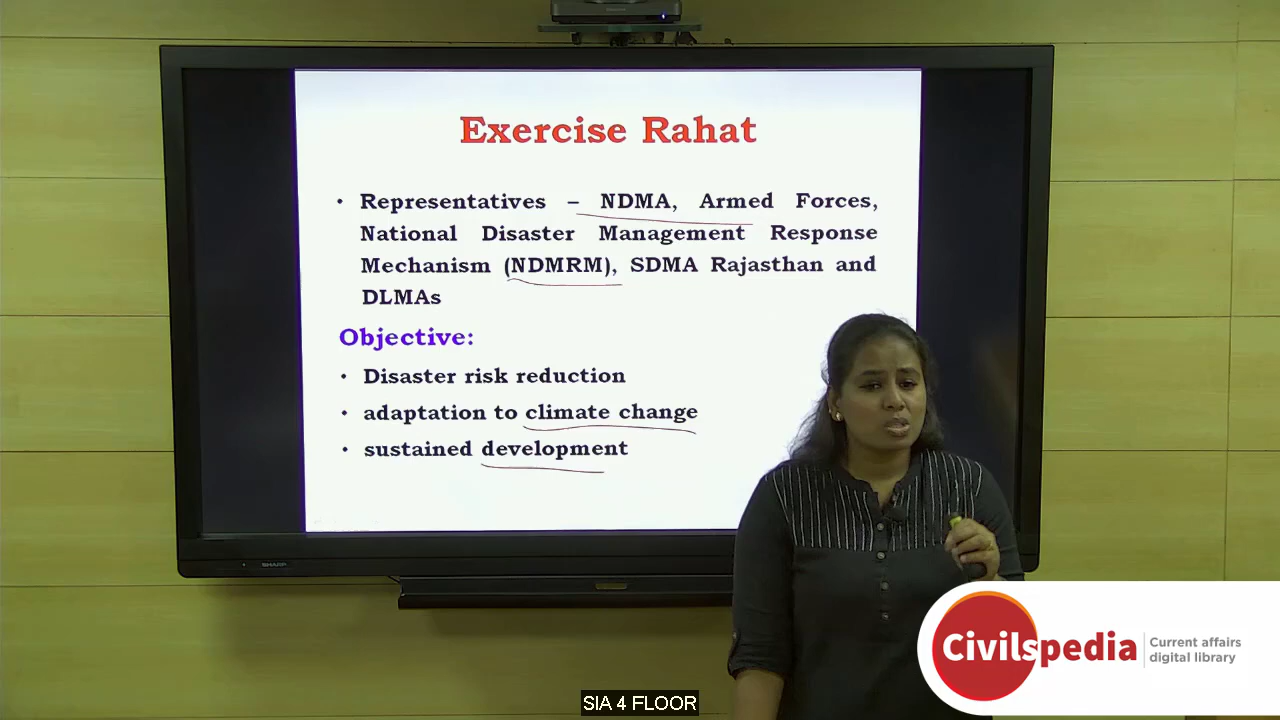 Exercise Rahat
• Representatives – NDMA, Armed Forces,
National Disaster Management Response
Mechanism (NDMRM), SDMA Rajasthan and
DLMAs
Objective:
• Disaster risk reduction
• adaptation to climate change
• sustained development
SHARP
Civilspedia
Current affairs
digital library
SIA 4 FLOOR